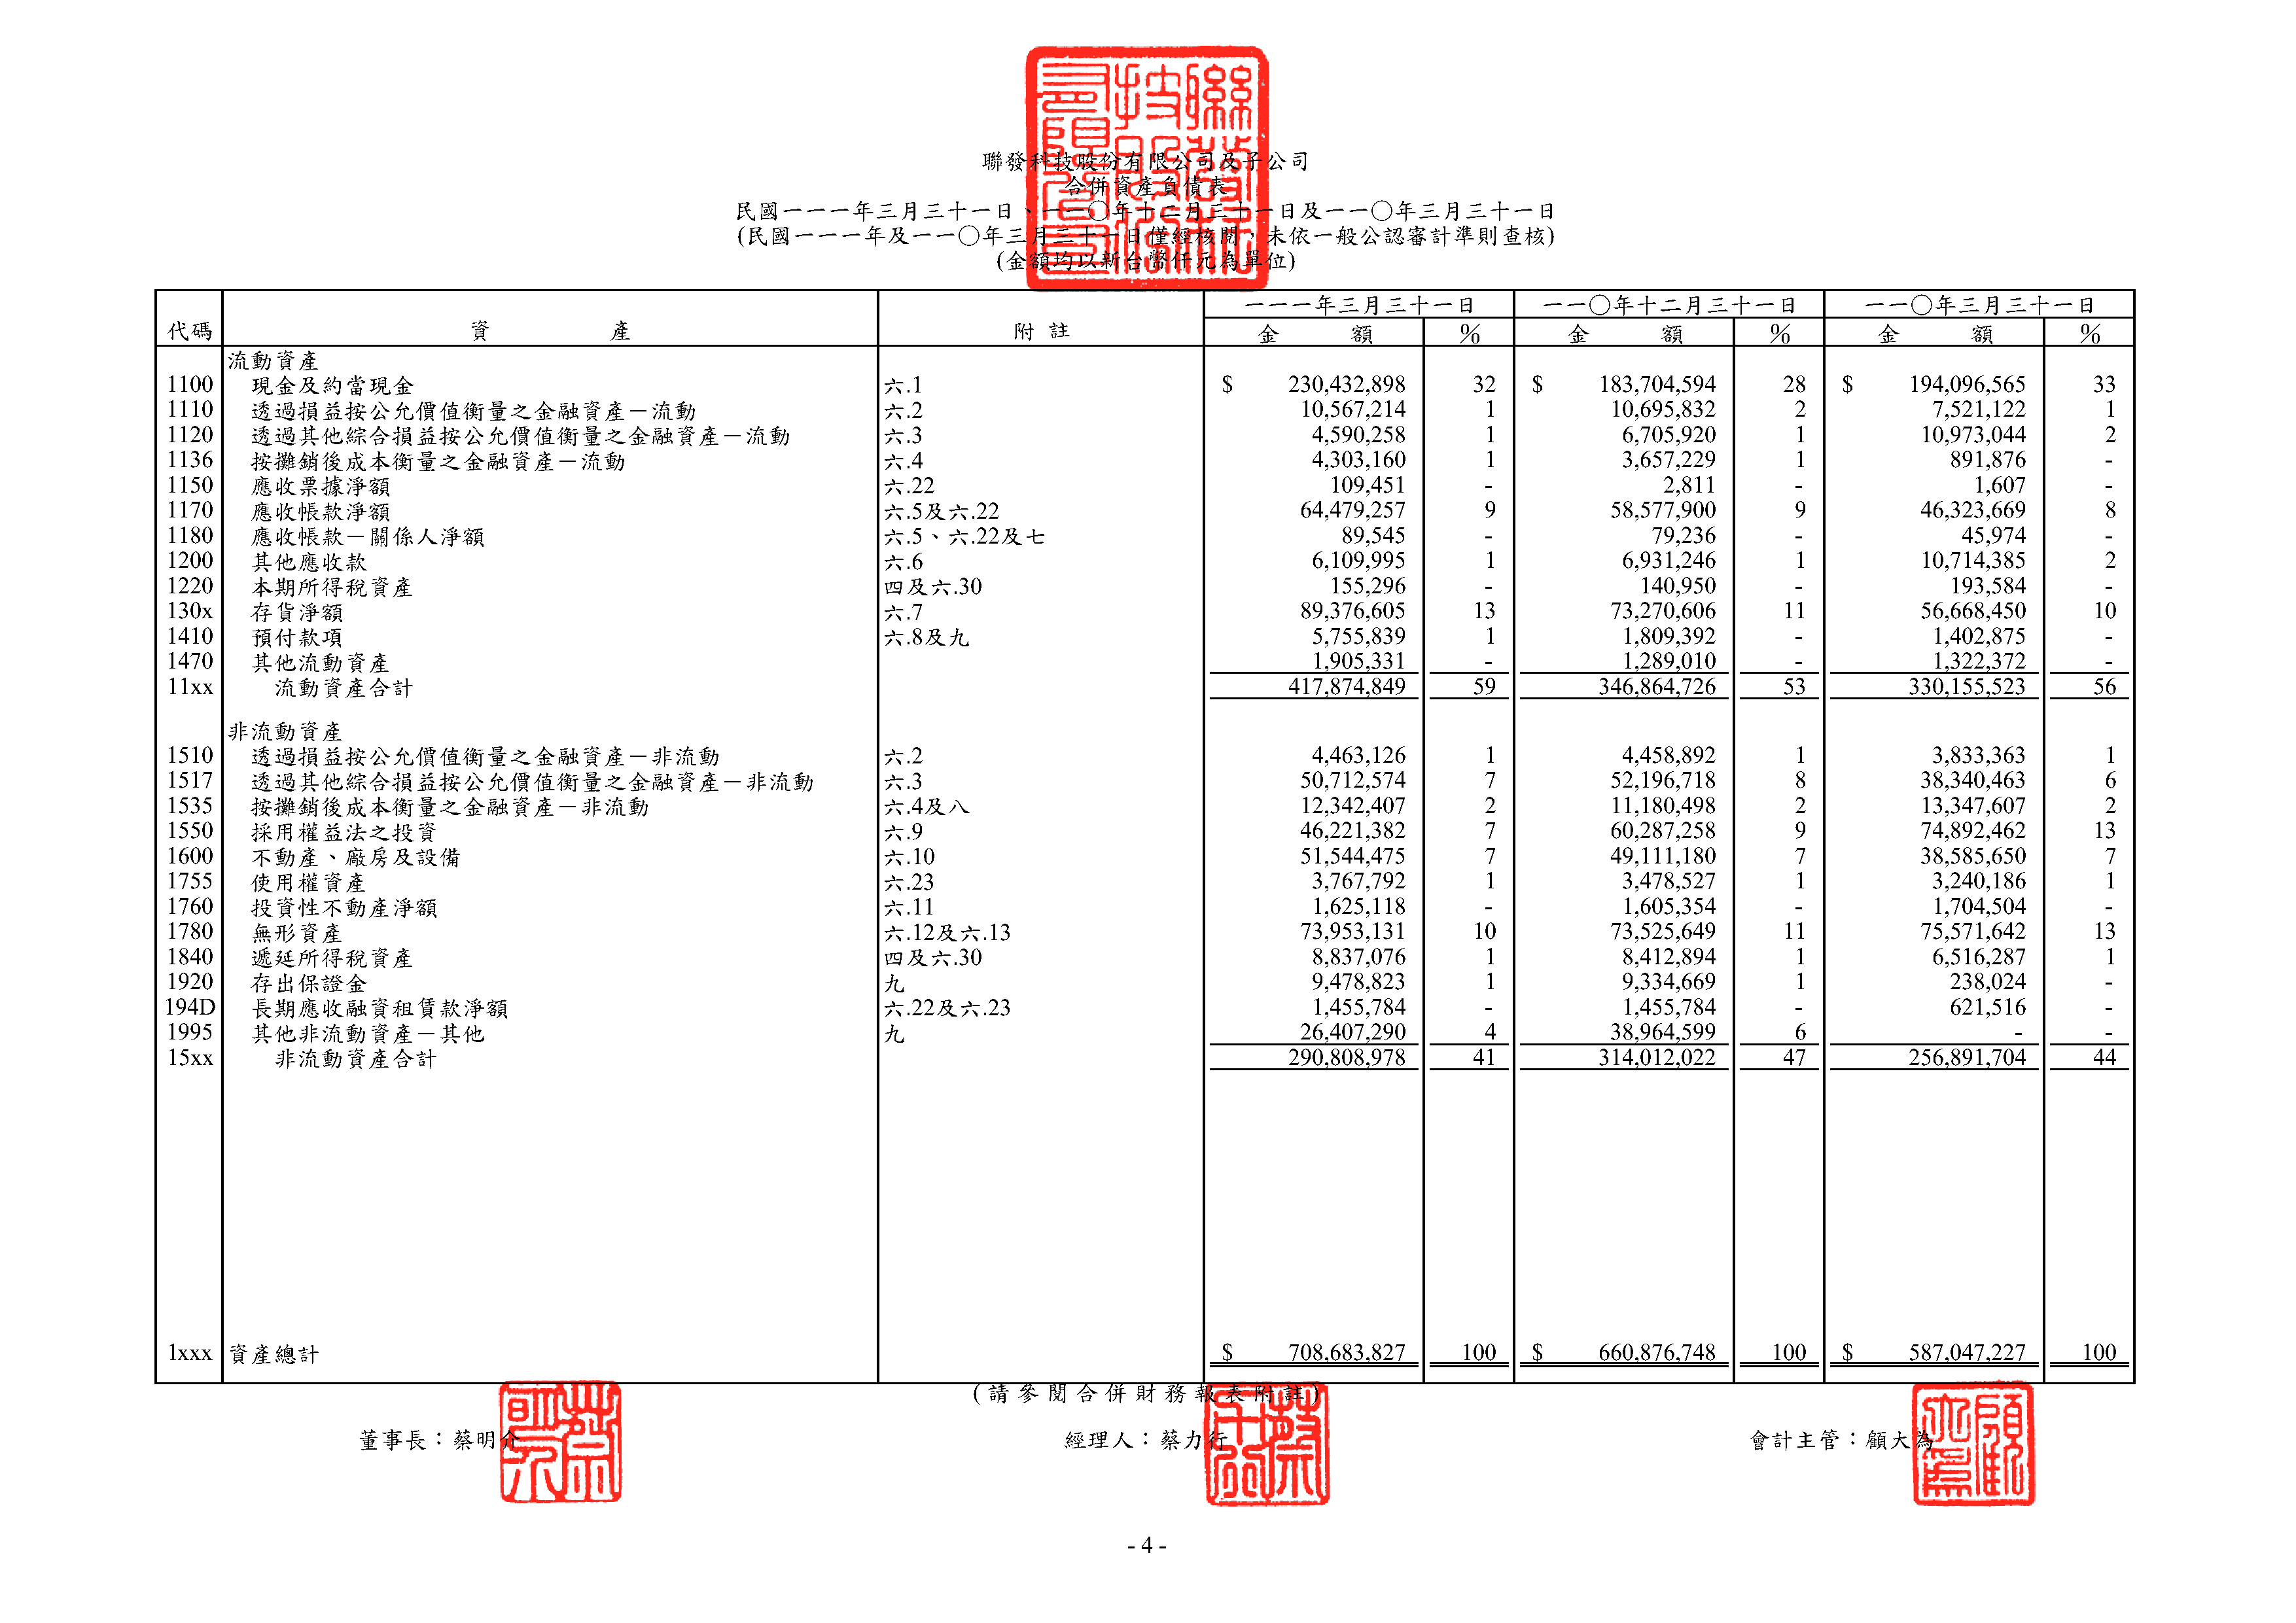 聯發科技股份有限公司及子公司
合併資產負債表
民國一一一年三月三十一日、一一〇年十二月三十一日及一一〇年三月三十一日
(民國一一一年及一一〇年三月三十一日僅經核閱，未依一般公認審計準則查核)
(金額均以新台幣仟元為單位)
代碼 資產 附註 一一一年三月三十一日 一一〇年十二月三十一日 一一〇年三月三十一日
金額 % 金額 % 金額 %
流動資產
1100 現金及約當現金 六.1 $ 230,432,898 32 $ 183,704,594 28 $ 194,096,565 33
1110 透過損益按公允價值衡量之金融資產－流動 六.2 10,567,214 1 10,695,832 2 7,521,122 1
1120 透過其他綜合損益按公允價值衡量之金融資產－流動 六.3 4,590,258 1 6,705,920 1 10,973,044 2
1136 按攤銷後成本衡量之金融資產－流動 六.4 4,303,160 1 3,657,229 1 891,876 -
1150 應收票據淨額 六.22 109,451 - 2,811 - 1,607 -
1170 應收帳款淨額 六.5及六.22 64,479,257 9 58,577,900 9 46,323,669 8
1180 應收帳款－關係人淨額 六.5、六.22及七 89,545 - 79,236 - 45,974 -
1200 其他應收款 六.6 6,109,995 1 6,931,246 1 10,714,385 2
1220 本期所得稅資產 四及六.30 155,296 - 140,950 - 193,584 -
130x 存貨淨額 六.7 89,376,605 13 73,270,606 11 56,668,450 10
1410 預付款項 六.8及九 5,755,839 1 1,809,392 - 1,402,875 -
1470 其他流動資產 1,905,331 - 1,289,010 - 1,322,372 -
11xx 流動資產合計 417,874,849 59 346,864,726 53 330,155,523 56
非流動資產
1510 透過損益按公允價值衡量之金融資產－非流動 六.2 4,463,126 1 4,458,892 1 3,833,363 1
1517 透過其他綜合損益按公允價值衡量之金融資產－非流動 六.3 50,712,574 7 52,196,718 8 38,340,463 6
1535 按攤銷後成本衡量之金融資產－非流動 六.4及八 12,342,407 2 11,180,498 2 13,347,607 2
1550 採用權益法之投資 六.9 46,221,382 7 60,287,258 9 74,892,462 13
1600 不動產、廠房及設備 六.10 51,544,475 7 49,111,180 7 38,585,650 7
1755 使用權資產 六.23 3,767,792 1 3,478,527 1 3,240,186 1
1760 投資性不動產淨額 六.11 1,625,118 - 1,605,354 - 1,704,504 -
1780 無形資產 六.12及六.13 73,953,131 10 73,525,649 11 75,571,642 13
1840 遞延所得稅資產 四及六.30 8,837,076 1 8,412,894 1 6,516,287 1
1920 存出保證金 九 9,478,823 1 9,334,669 1 238,024 -
194D 長期應收融資租賃款淨額 六.22及六.23 1,455,784 - 1,455,784 - 621,516 -
1995 其他非流動資產－其他 九 26,407,290 4 38,964,599 6 - -
15xx 非流動資產合計 290,808,978 41 314,012,022 47 256,891,704 44
1xxx 資產總計 $ 708,683,827 100 $ 660,876,748 100 $ 587,047,227 100
(請參閱合併財務報表附註)
董事長：蔡明介 經理人：蔡力行 會計主管：顧大為
- 4 -